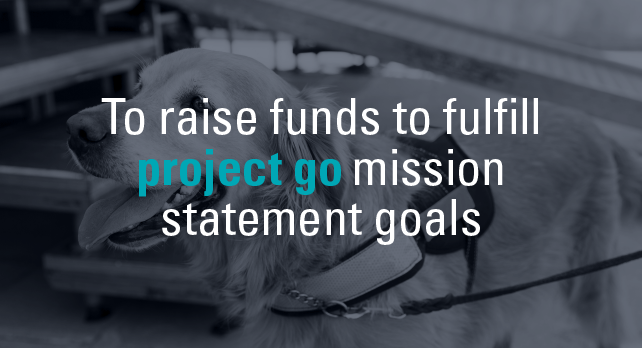 To raise funds to fulfill
project go mission
statement goals